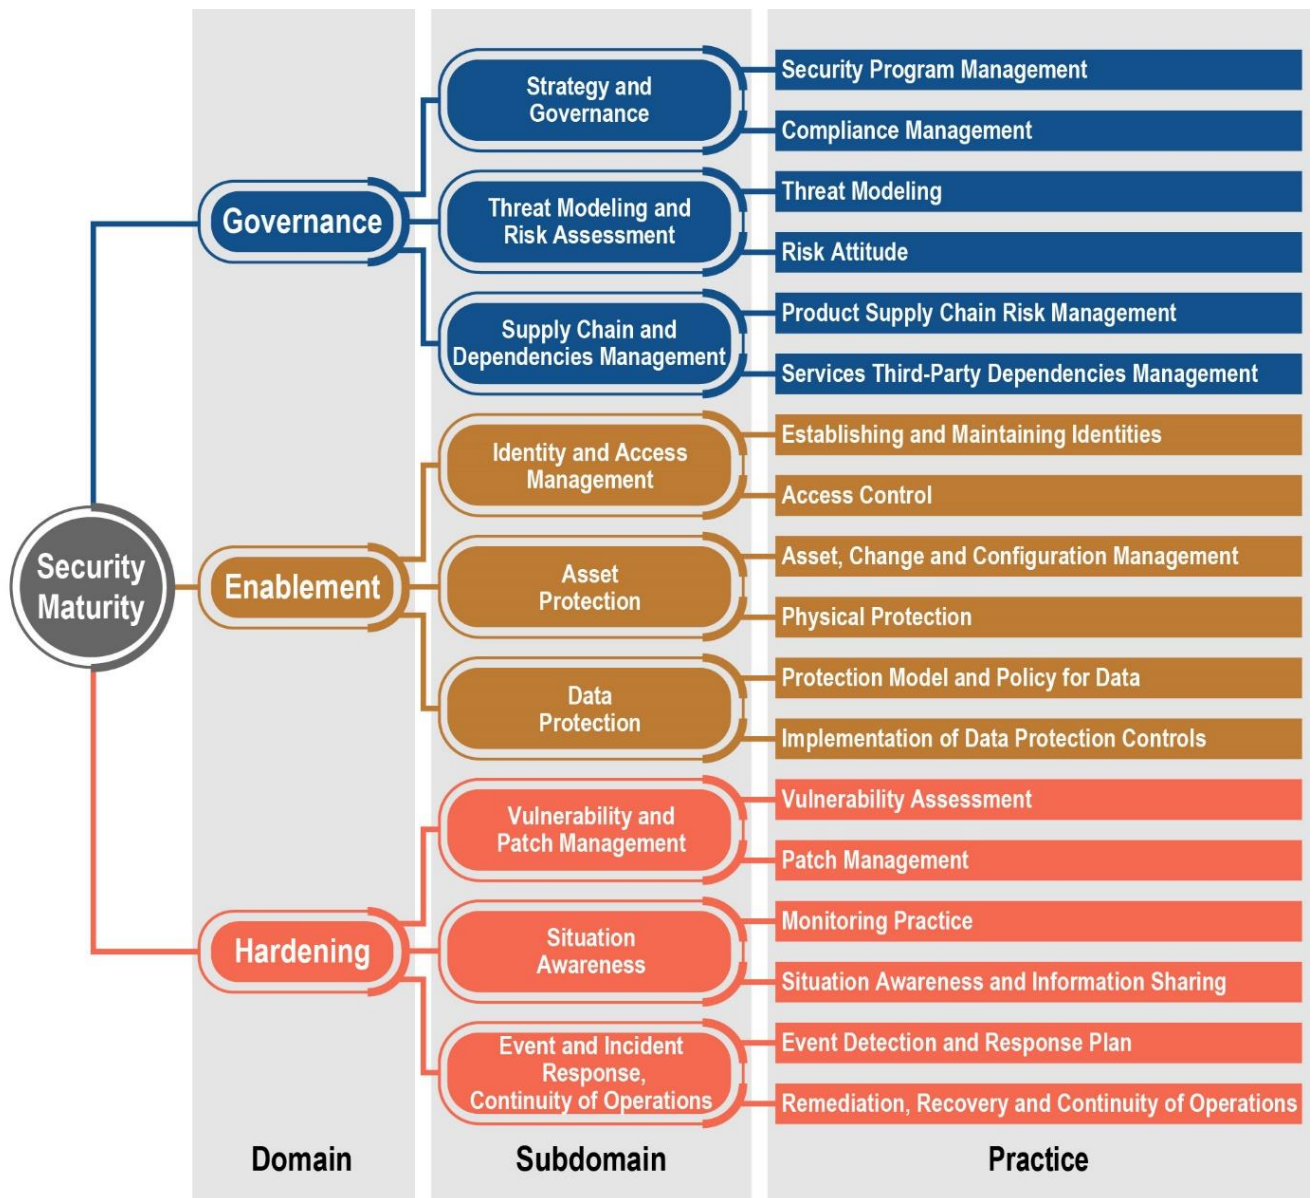 Security
Maturity
Governance
Strategy and
Governance
Security Program Management
Compliance Management
Threat Modeling and
Risk Assessment
Threat Modeling
Risk Attitude
Supply Chain and
Dependencies Management
Product Supply Chain Risk Management
Services Third-Party Dependencies Management
Enablement
Identity and Access
Management
Establishing and Maintaining Identities
Access Control
Asset
Protection
Asset, Change and Configuration Management
Physical Protection
Data
Protection
Protection Model and Policy for Data
Implementation of Data Protection Controls
Hardening
Vulnerability and
Patch Management
Vulnerability Assessment
Patch Management
Situation
Awareness
Monitoring Practice
Situation Awareness and Information Sharing
Event and Incident
Response,
Continuity of Operations
Event Detection and Response Plan
Remediation, Recovery and Continuity of Operations
Domain
Subdomain
Practice